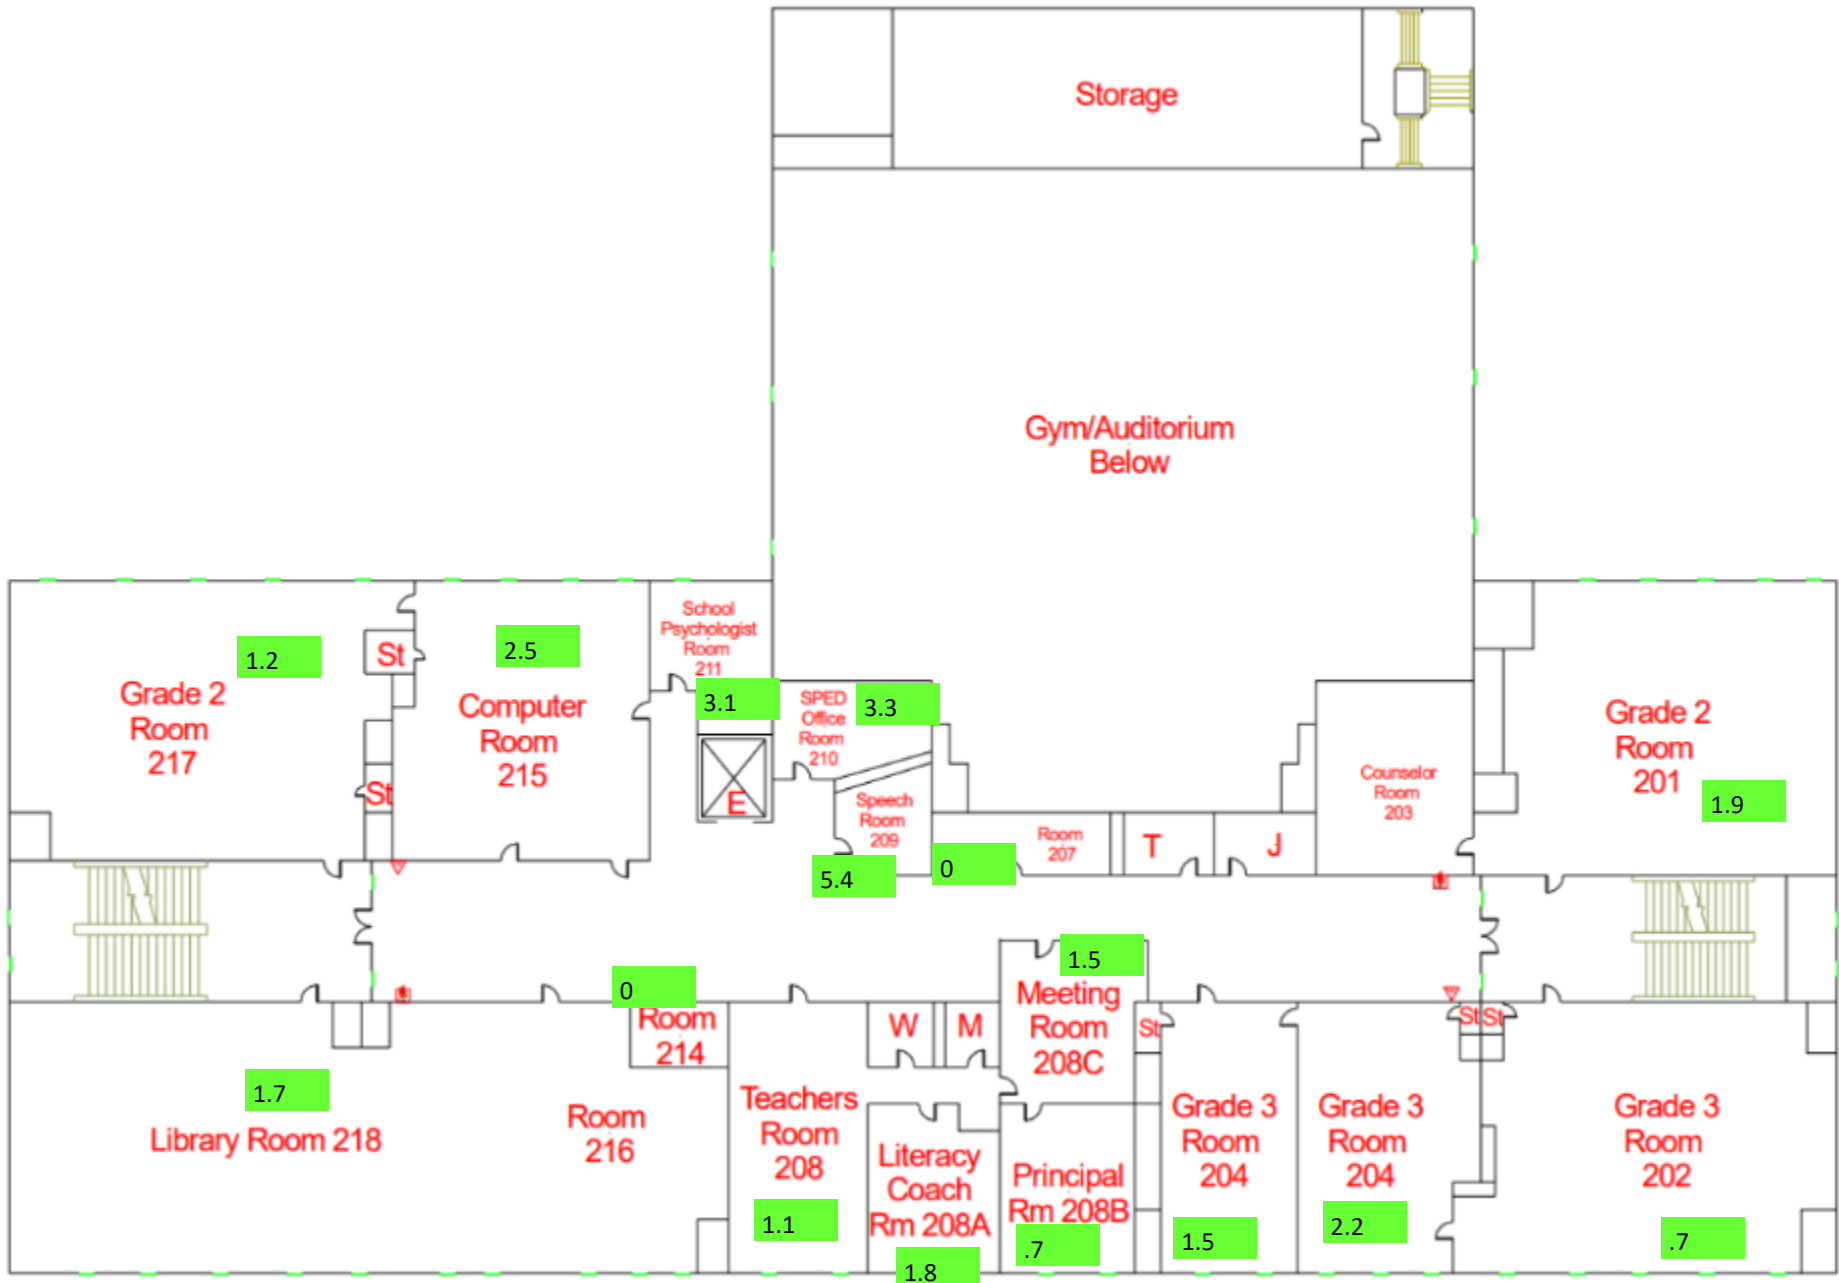 Storage
Gym/Auditorium
Below
School
Psychologist
Room
211
3.1
1.2
St
2.5
Grade 2
Room
217
Computer
Room
215
St
E
SPED
Office
Room
210
3.3
Speech
Room
209
5.4
0
Room
207
T
J
Counselor
Room
203
Grade 2
Room
201
1.9
0
Room
214
1.7
Library Room 218
Room
216
Teachers
Room
208
1.1
W
M
1.5
Meeting
Room
208C
St
Literacy
Coach
Rm 208A
1.8
Principal
Rm 208B
.7
Grade 3
Room
204
1.5
Grade 3
Room
204
2.2
St
St
Grade 3
Room
202
.7